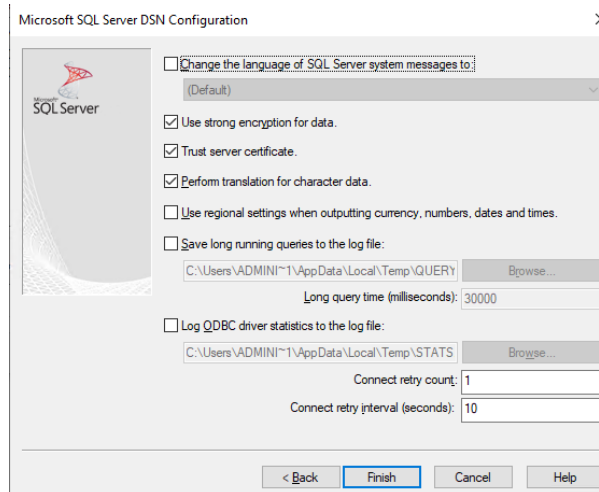 Microsoft SQL Server DSN Configuration
Change the language of SQL Server system messages to:
(Default)
Microsoft
SQL Server
Use strong encryption for data.
Trust server certificate.
Perform translation for character data.
Use regional settings when outputting currency, numbers, dates and times.
Save long running queries to the log file:
C:\Users\ADMINI~1\AppData\Local\Temp\QUERY Browse...
Long query time (milliseconds): 30000
Log ODBC driver statistics to the log file:
C:\Users\ADMINI~1\AppData\Local\Temp\STATS Browse...
Connect retry count: 1
Connect retry interval (seconds): 10
< Back Finish Cancel Help